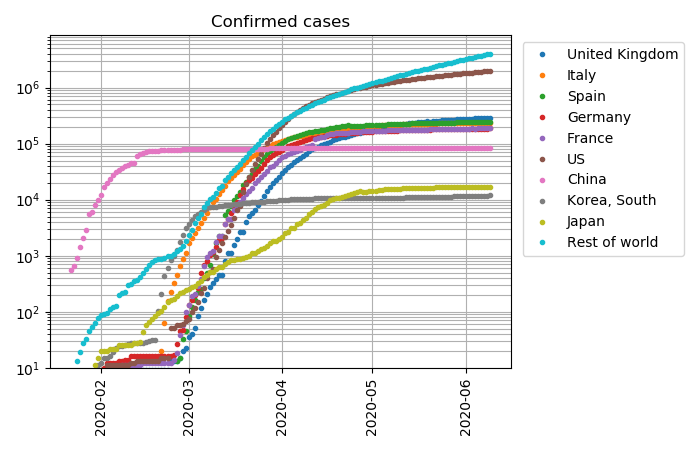 Confirmed cases
10^6
10^5
10^4
10^3
10^2
10^1
2020-02
2020-03
2020-04
2020-05
2020-06
United Kingdom
Italy
Spain
Germany
France
US
China
Korea, South
Japan
Rest of world